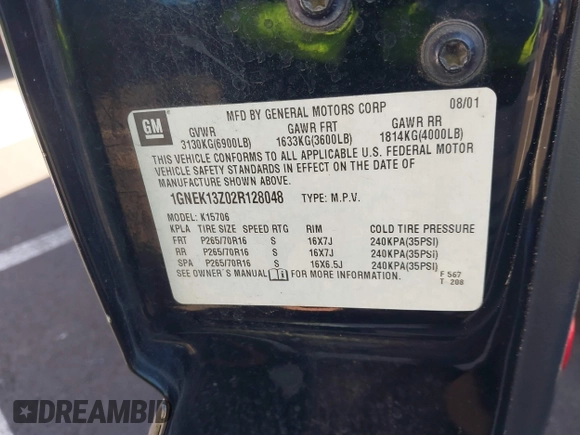 GM
MFD BY GENERAL MOTORS CORP 08/01
GVWR GAWR FRT GAWR RR
3130KG(6900LB) 1633KG(3600LB) 1814KG(4000LB)
THIS VEHICLE CONFORMS TO ALL APPLICABLE U.S. FEDERAL MOTOR
VEHICLE SAFETY STANDARDS IN EFFECT ON THE DATE OF
MANUFACTURE SHOWN ABOVE.
1GNEK13Z02R128048 TYPE: M.P.V.
MODEL: K15706
KPLA TIRE SIZE SPEED RTG RIM COLD TIRE PRESSURE
FRT P265/70R16 S 16X7J 240KPA(35PSI)
RR P265/70R16 S 16X7J 240KPA(35PSI)
SPA P265/70R16 S 16X6.5J 240KPA(35PSI)
SEE OWNER'S MANUAL FOR MORE INFORMATION.
F 567
T 208
DREAMBID